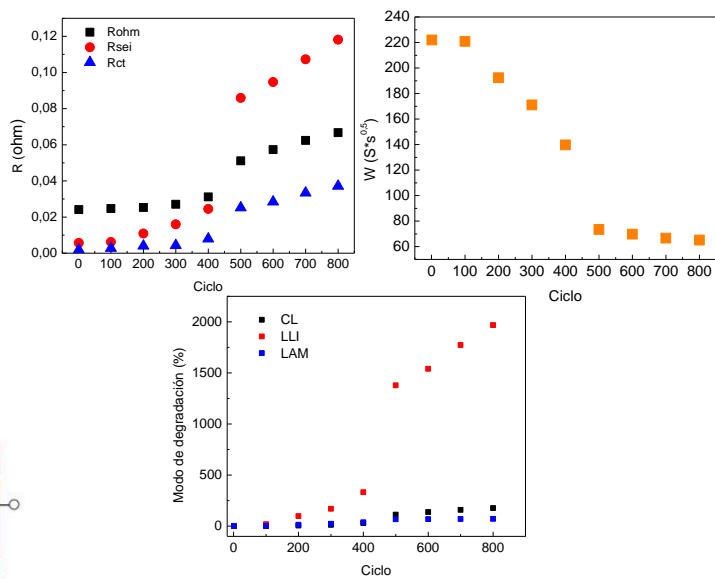 Rohm
Rsei
Rct
R (ohm)
0,12
0,10
0,08
0,06
0,04
0,02
0,00
0 100 200 300 400 500 600 700 800
Ciclo
W (S*s^0,5)
240
220
200
180
160
140
120
100
80
60
0 100 200 300 400 500 600 700 800
Ciclo
CL
LLI
LAM
Modo de degradación (%)
2000
1500
1000
500
0
0 200 400 600 800
Ciclo